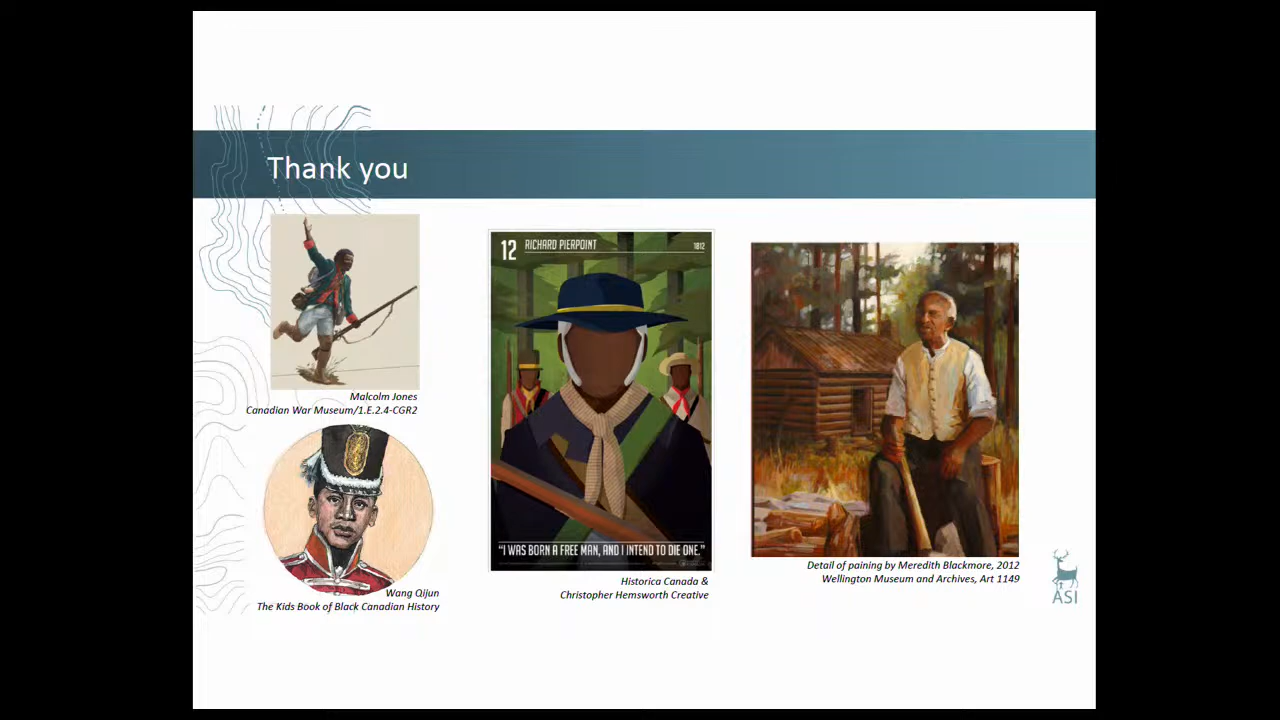 Thank you
Malcolm Jones
Canadian War Museum/1.E.2.4-CGR2
Wang Qijun
The Kids Book of Black Canadian History
12 RICHARD PIERPOINT 1812
"I WAS BORN A FREE MAN, AND I INTEND TO DIE ONE."
Historica Canada &
Christopher Hemsworth Creative
Detail of paining by Meredith Blackmore, 2012
Wellington Museum and Archives, Art 1149
ASI